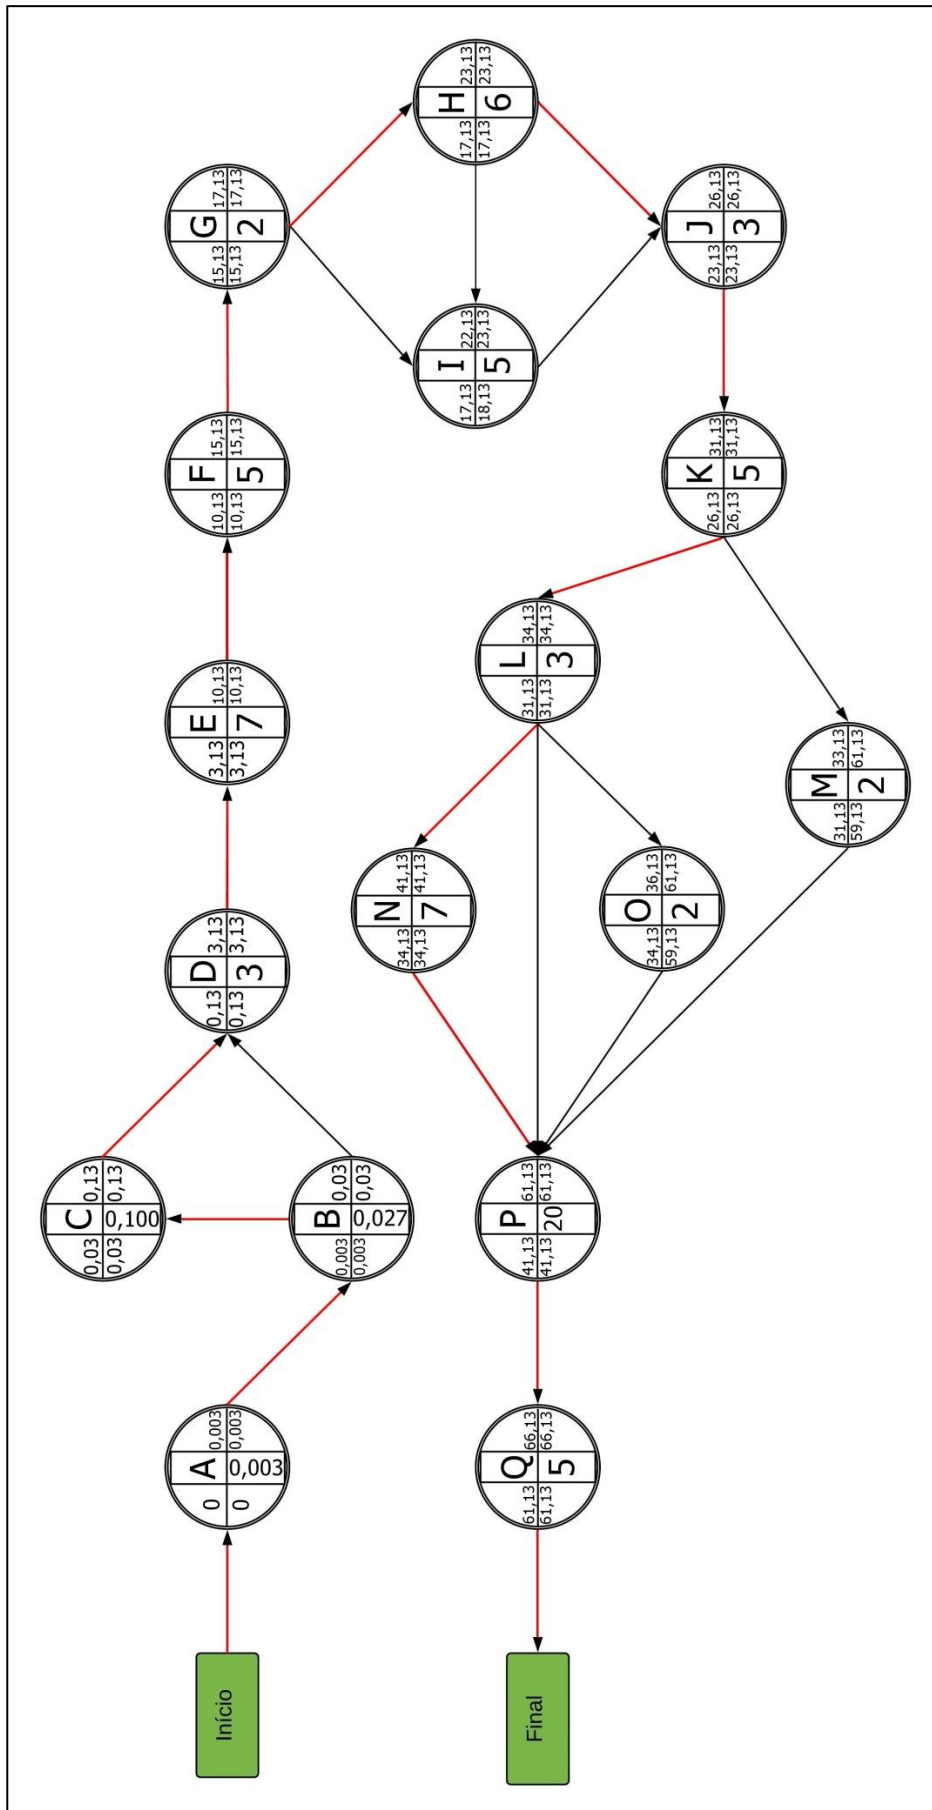 Início
0 A 0,003
0 0,003 0,003
0,003 B 0,03
0,003 0,027 0,03
0,03 C 0,13
0,03 0,100 0,13
0,13 D 3,13
0,13 3 3,13
3,13 E 10,13
3,13 7 10,13
10,13 F 15,13
10,13 5 15,13
15,13 G 17,13
15,13 2 17,13
17,13 H 23,13
17,13 6 23,13
17,13 I 22,13
18,13 5 23,13
23,13 J 26,13
23,13 3 26,13
26,13 K 31,13
26,13 5 31,13
31,13 L 34,13
31,13 3 34,13
31,13 M 33,13
59,13 2 61,13
34,13 N 41,13
34,13 7 41,13
34,13 O 36,13
59,13 2 61,13
41,13 P 61,13
41,13 20 61,13
61,13 Q 66,13
61,13 5 66,13
Final